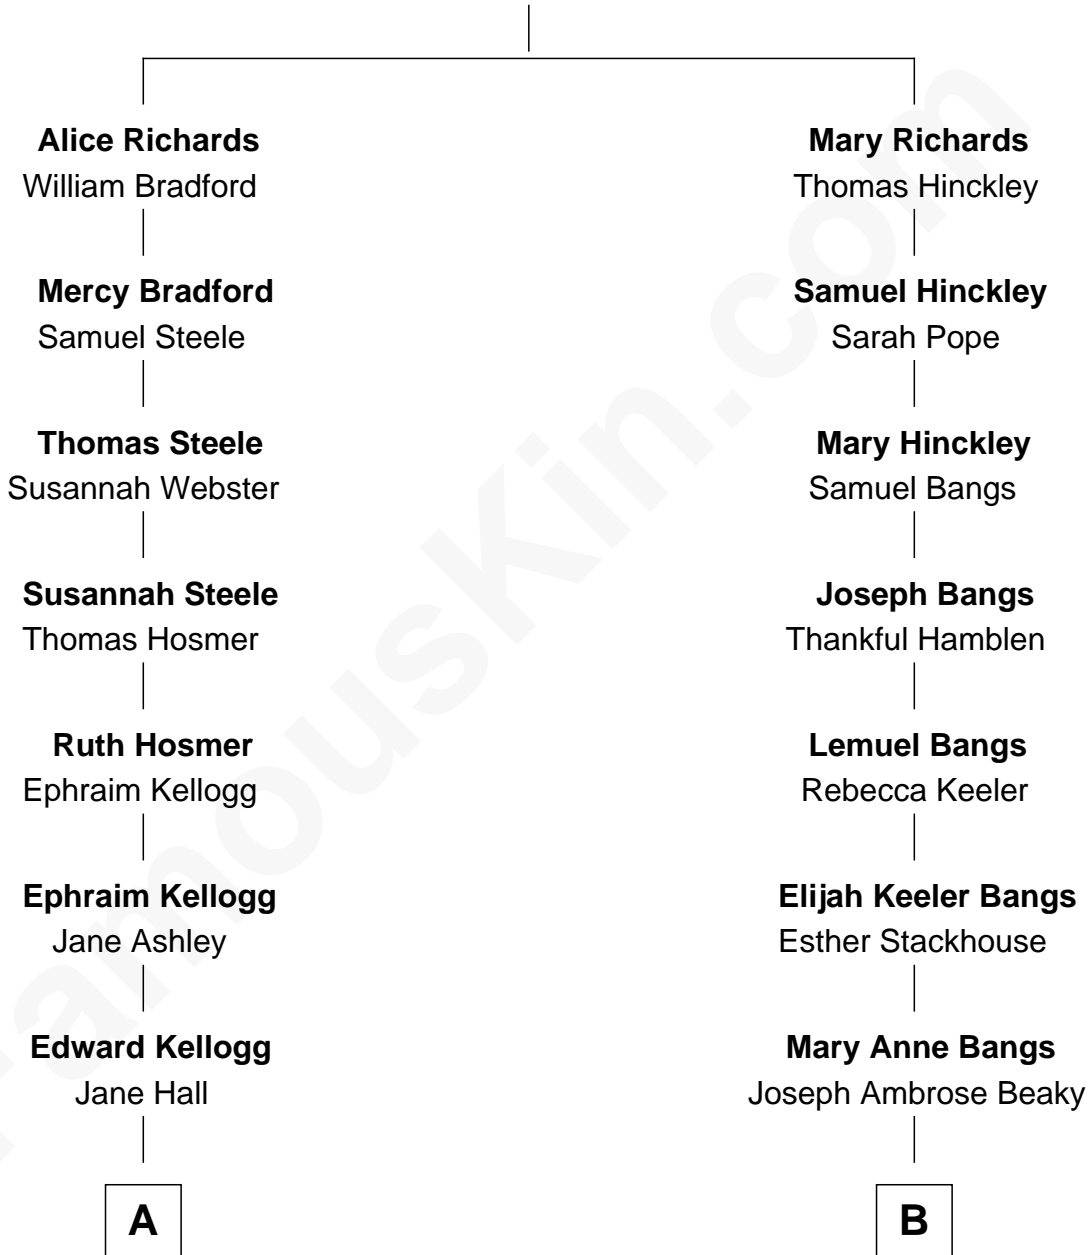 Alice Richards
William Bradford
Mercy Bradford
Samuel Steele
Thomas Steele
Susannah Webster
Susannah Steele
Thomas Hosmer
Ruth Hosmer
Ephraim Kellogg
Ephraim Kellogg
Jane Ashley
Edward Kellogg
Jane Hall
A
Mary Richards
Thomas Hinckley
Samuel Hinckley
Sarah Pope
Mary Hinckley
Samuel Bangs
Joseph Bangs
Thankful Hamblen
Lemuel Bangs
Rebecca Keeler
Elijah Keeler Bangs
Esther Stackhouse
Mary Anne Bangs
Joseph Ambrose Beaky
B
FamousKin.com